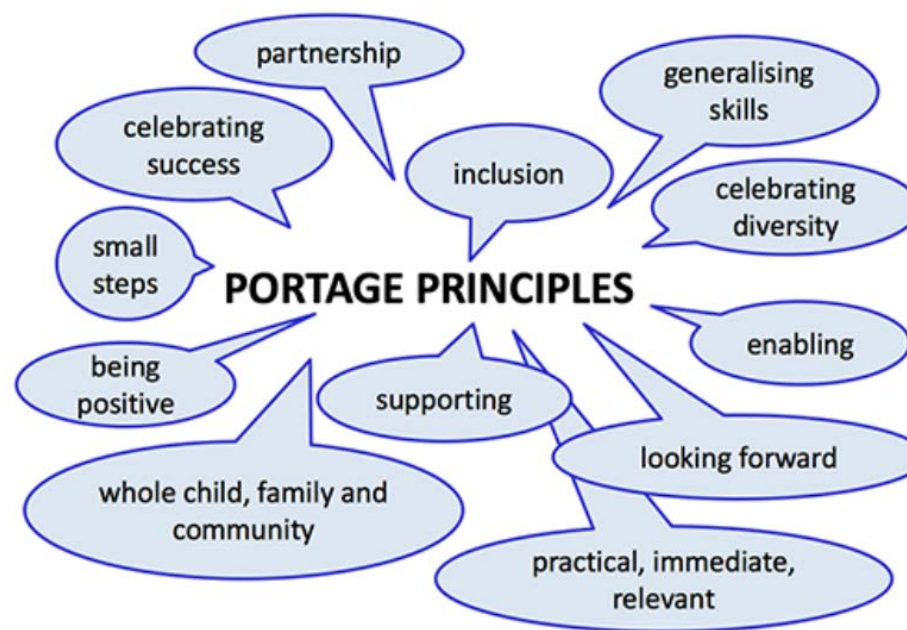 partnership
generalising
skills
celebrating
success
inclusion
celebrating
diversity
small
steps
PORTAGE PRINCIPLES
enabling
being
positive
supporting
looking forward
whole child, family and
community
practical, immediate,
relevant